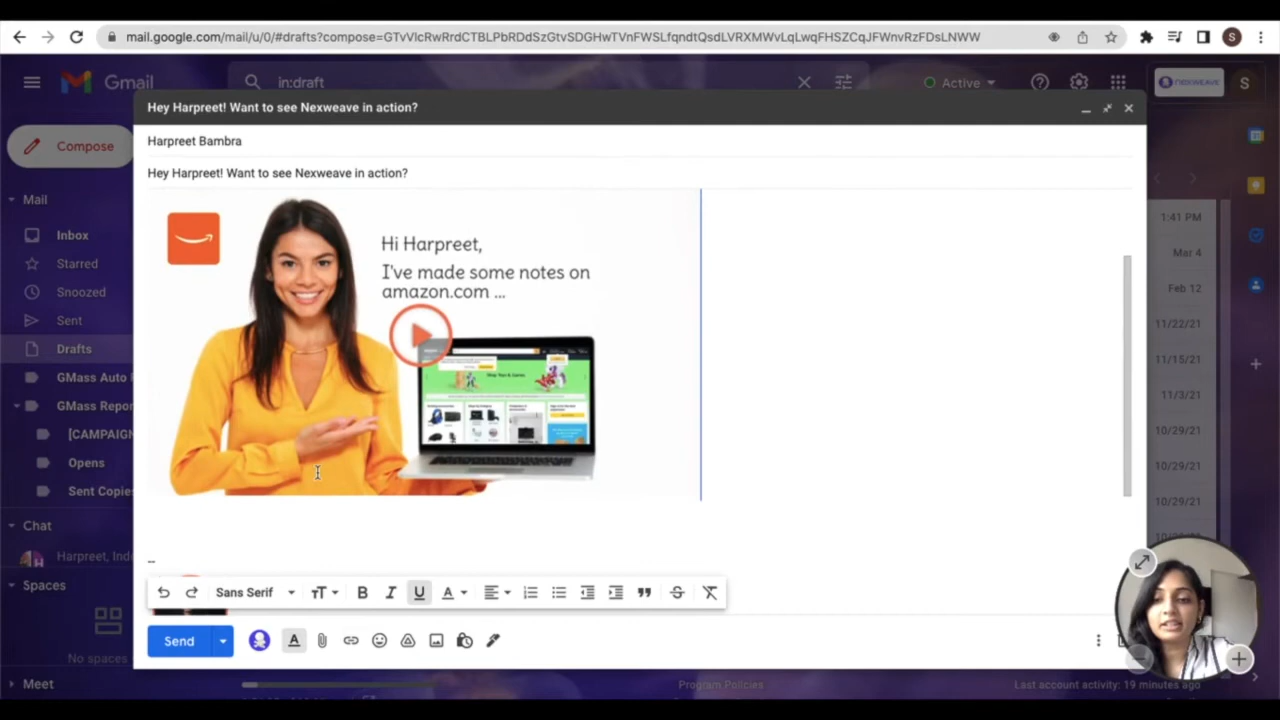 mail.google.com/mail/u/0/#drafts?compose=GTvVlcRwRrdCTBLPbRDdSzGtvSDGHwTVnFWSLfqndtQsdLVRXMWvLqLwqFHSZCqJFWnvRzFDsLNWW
S
Gmail
in:draft
Active
NEXWEAVE
S
Hey Harpreet! Want to see Nexweave in action?
Compose
Harpreet Bambra
Hey Harpreet! Want to see Nexweave in action?
Mail
Inbox
Starred
Snoozed
Sent
Drafts
GMass Auto
GMass Repor
[CAMPAIGN
Opens
Sent Copies
Chat
Harpreet, Ind
Spaces
No spaces
Meet
Hi Harpreet,
I've made some notes on
amazon.com ...
1:41 PM
Mar 4
Feb 12
11/22/21
11/15/21
11/3/21
10/29/21
10/29/21
10/29/21
--
Sans Serif
Send
Program Policies
Last account activity: 19 minutes ago